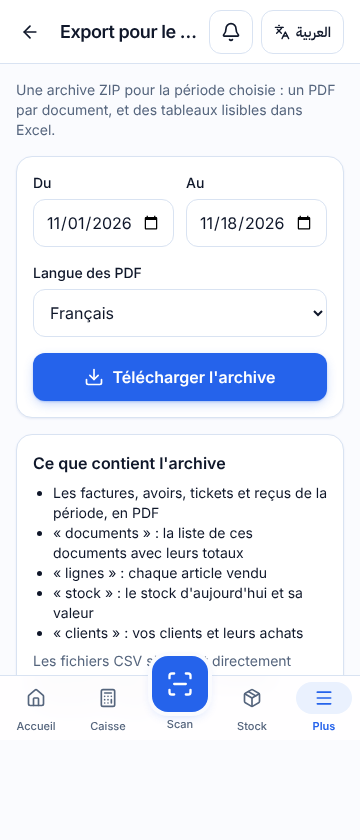 Export pour le ...
العربية
Une archive ZIP pour la période choisie : un PDF
par document, et des tableaux lisibles dans
Excel.
Du
Au
11/01/2026
11/18/2026
Langue des PDF
Français
Télécharger l'archive
Ce que contient l'archive
• Les factures, avoirs, tickets et reçus de la
période, en PDF
• « documents » : la liste de ces
documents avec leurs totaux
• « lignes » : chaque article vendu
• « stock » : le stock d'aujourd'hui et sa
valeur
• « clients » : vos clients et leurs achats
Les fichiers CSV directement
Accueil
Caisse
Scan
Stock
Plus